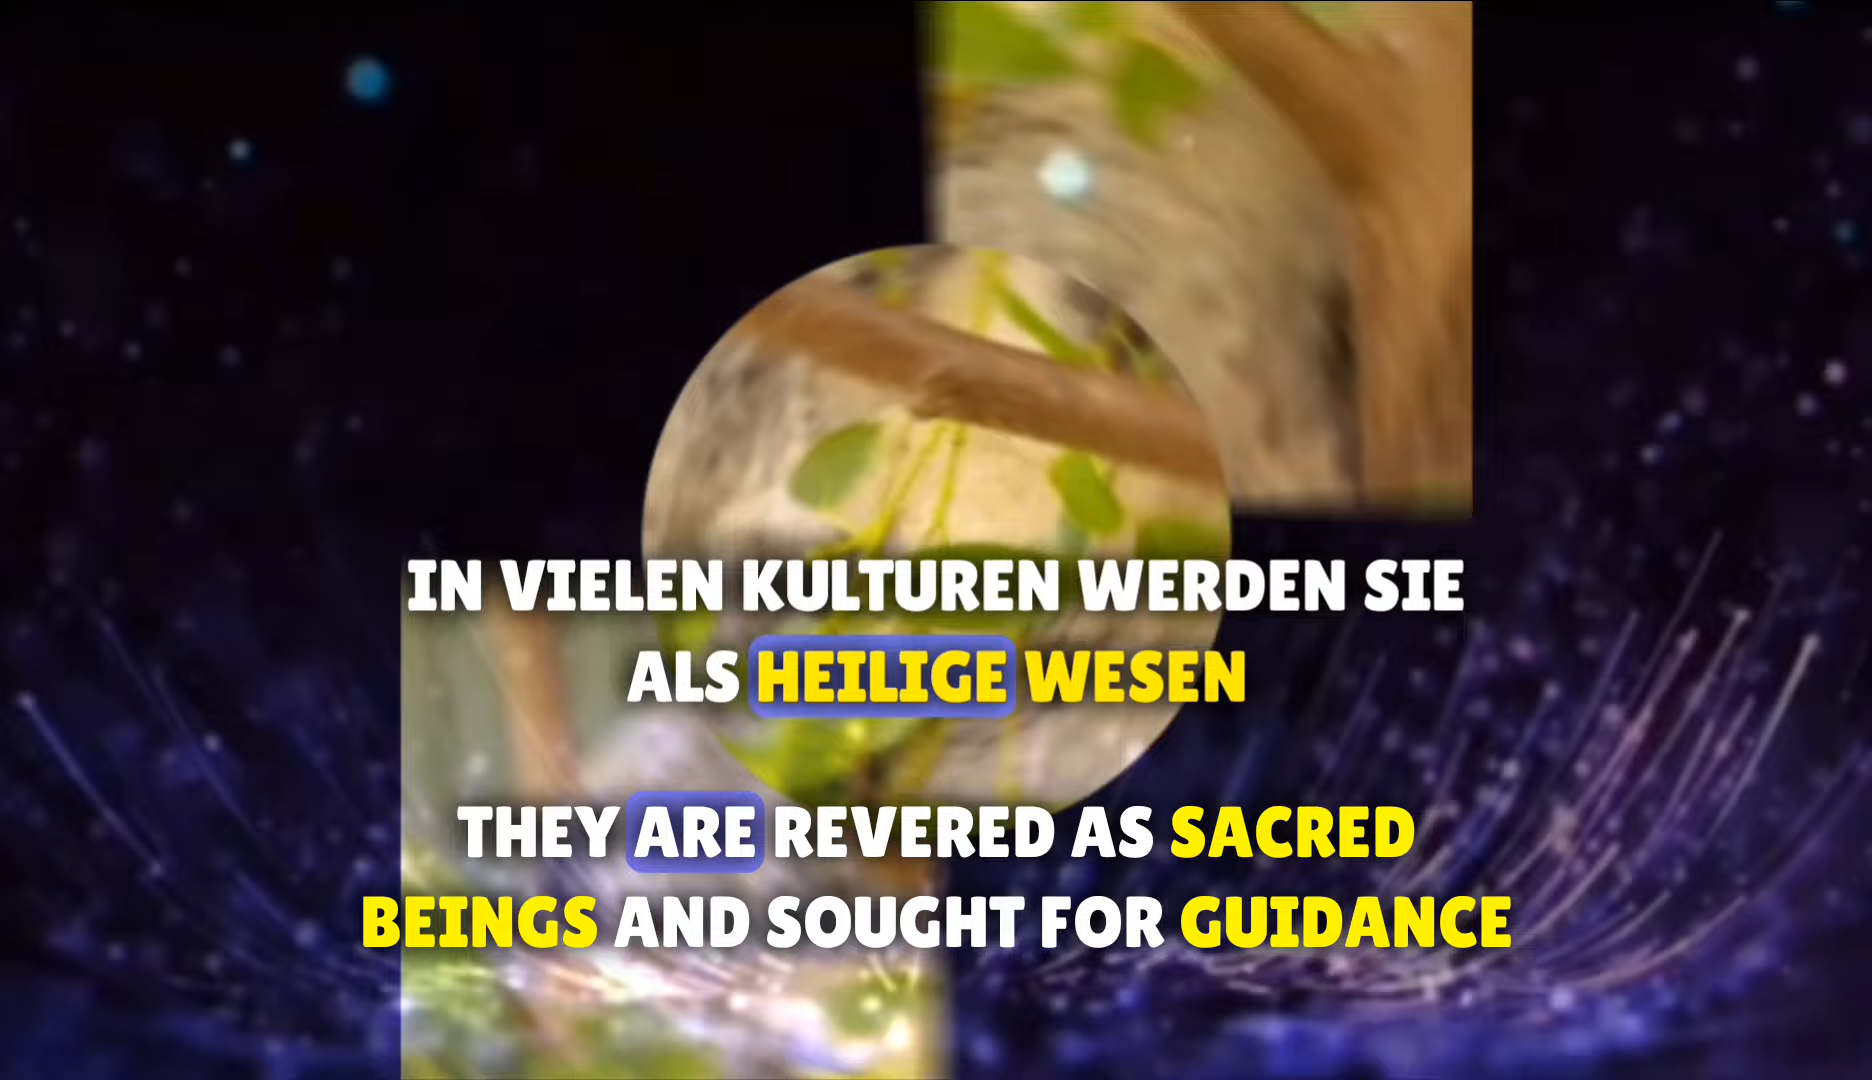 IN VIELEN KULTUREN WERDEN SIE
ALS HEILIGE WESEN
THEY ARE REVERED AS SACRED
BEINGS AND SOUGHT FOR GUIDANCE